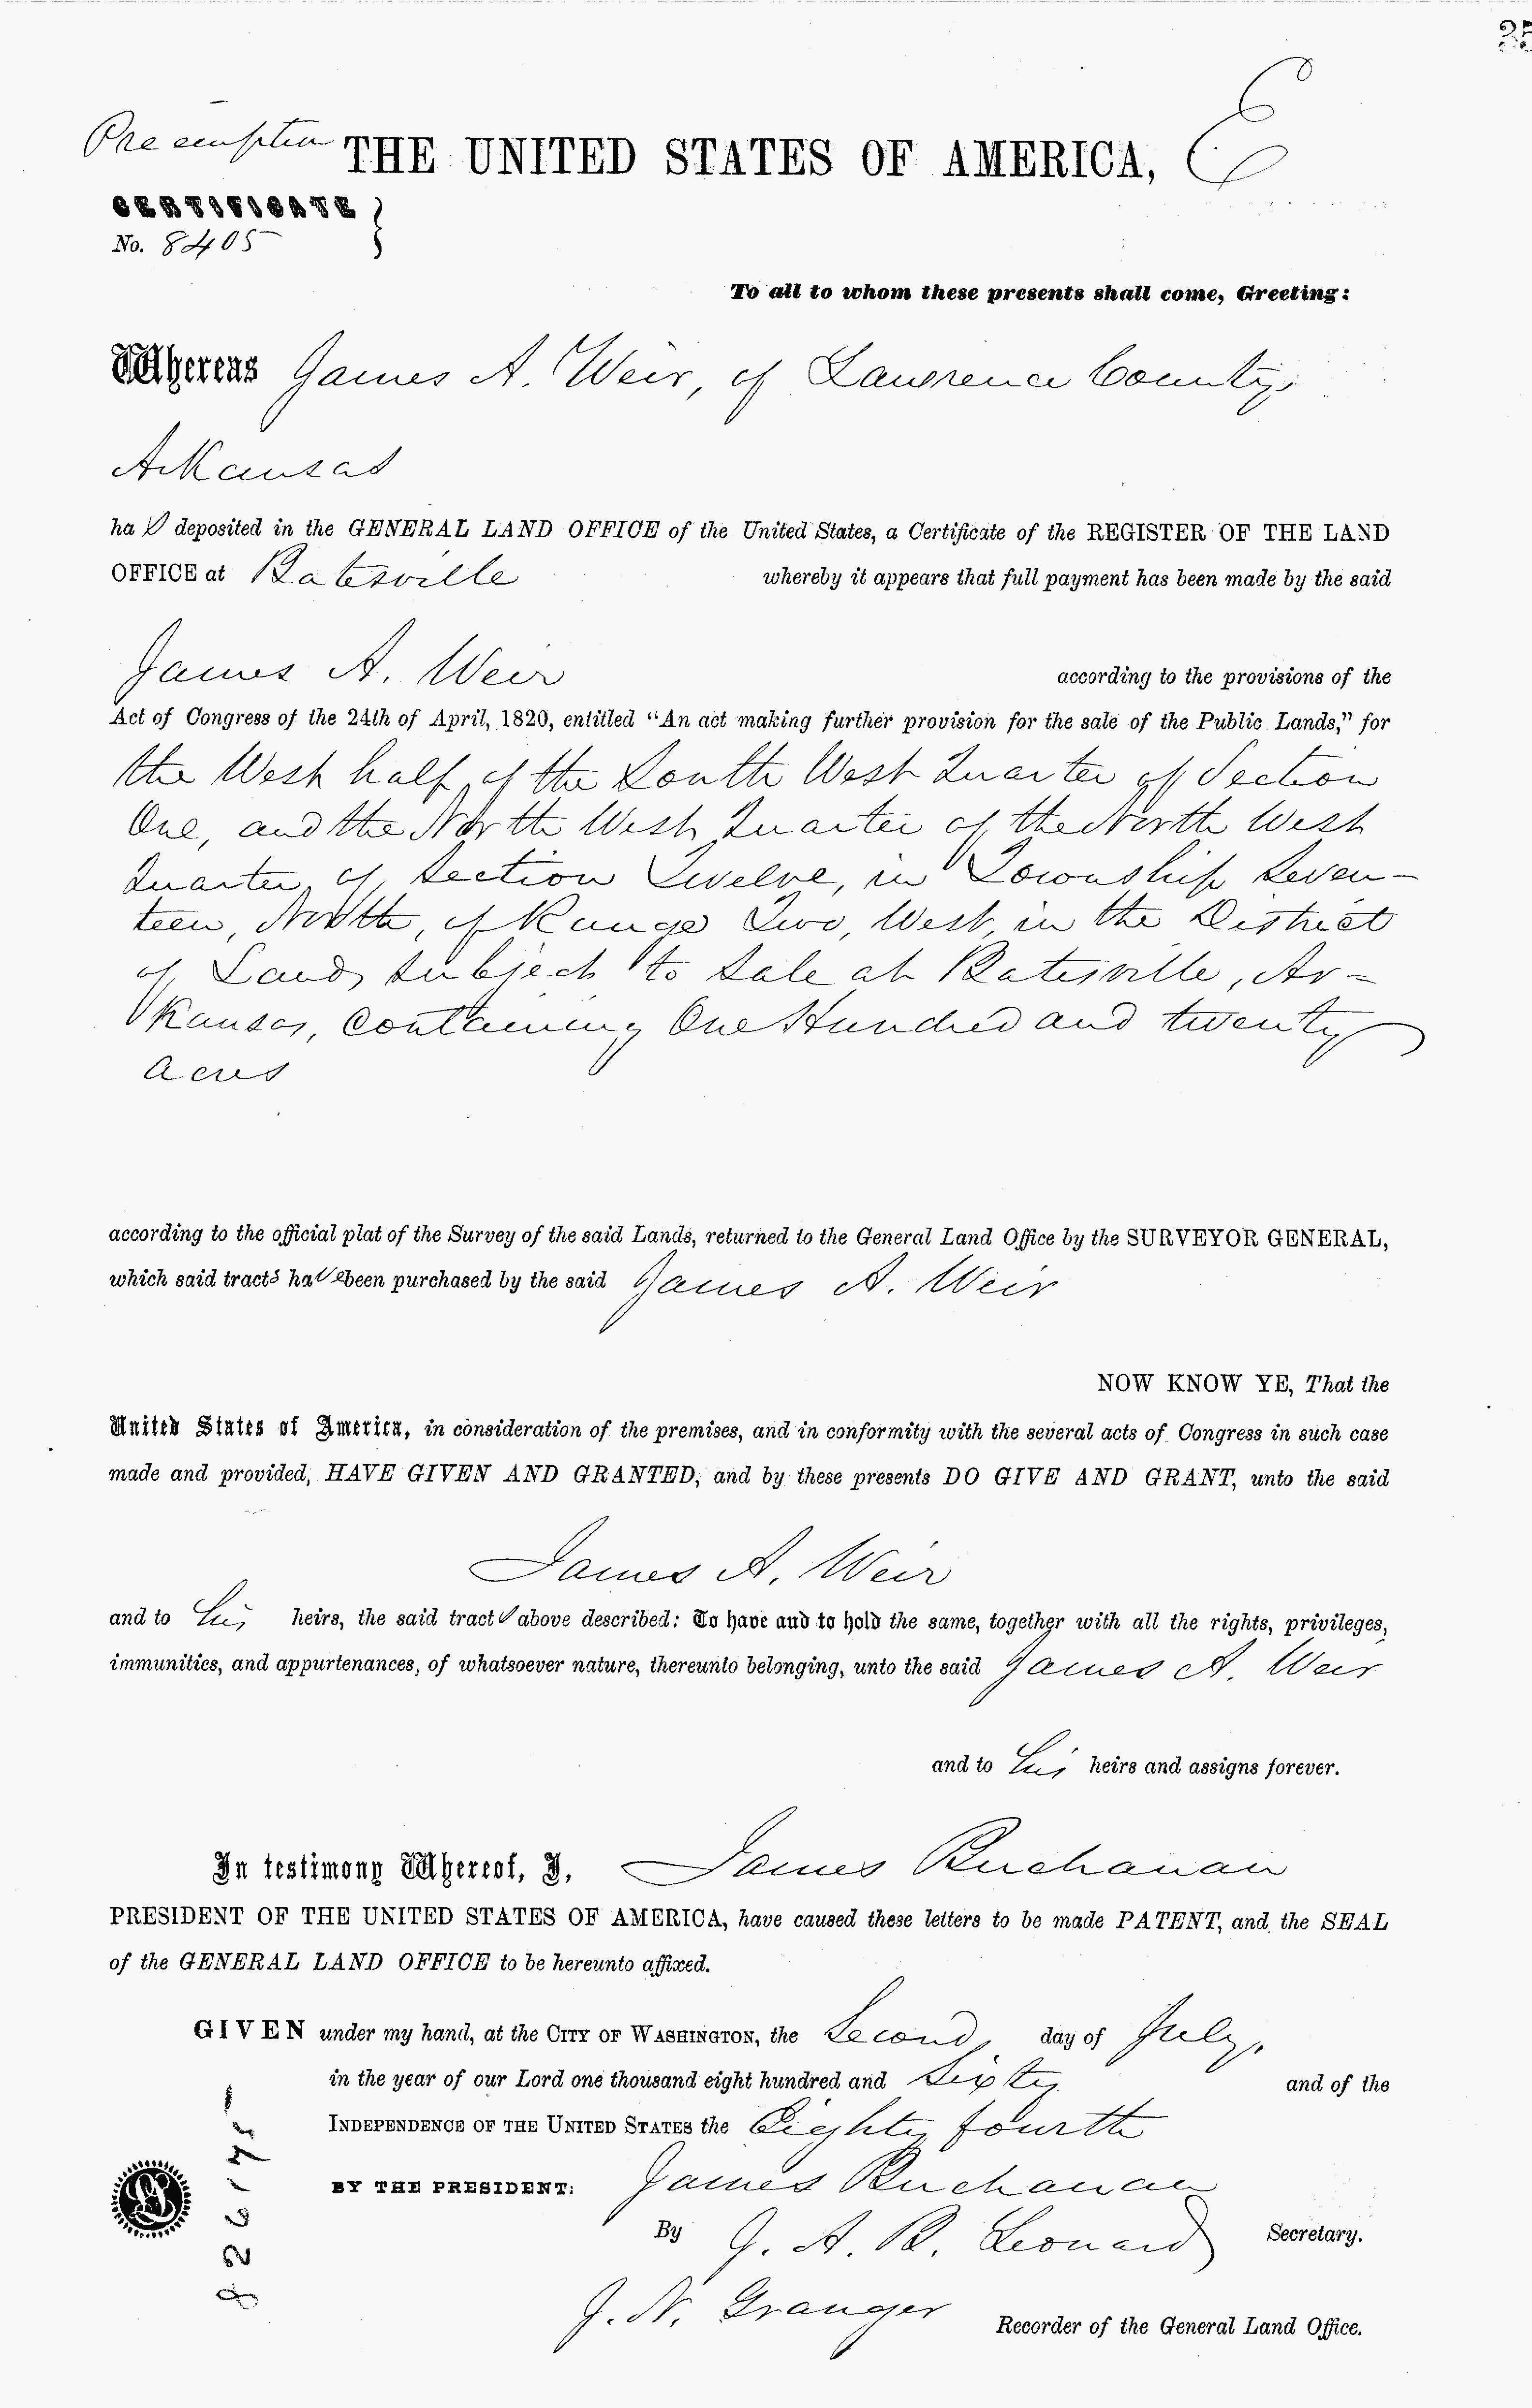 35
Preemption THE UNITED STATES OF AMERICA,
CERTIFICATE
No. 8405
To all to whom these presents shall come, Greeting:
Whereas James A. Weir, of Lawrence County,
Arkansas
ha s deposited in the GENERAL LAND OFFICE of the United States, a Certificate of the REGISTER OF THE LAND
OFFICE at Batesville whereby it appears that full payment has been made by the said
James A. Weir according to the provisions of the
Act of Congress of the 24th of April, 1820, entitled “An act making further provision for the sale of the Public Lands,” for
the West half, of the South West Quarter of Section
One, and the North West Quarter of the North West
Quarter, of Section Twelve, in Township Seven-
teen, North, of Range Two, West, in the District
of Lands subject to Sale at Batesville, Ar-
kansas, Containing One Hundred and twenty
Acres
according to the official plat of the Survey of the said Lands, returned to the General Land Office by the SURVEYOR GENERAL,
which said tracts have been purchased by the said James A. Weir
NOW KNOW YE, That the
United States of America, in consideration of the premises, and in conformity with the several acts of Congress in such case
made and provided, HAVE GIVEN AND GRANTED, and by these presents DO GIVE AND GRANT, unto the said
James A. Weir
and to his heirs, the said tracts above described: To have and to hold the same, together with all the rights, privileges,
immunities, and appurtenances, of whatsoever nature, thereunto belonging, unto the said James A. Weir
and to his heirs and assigns forever.
In testimony Whereof, I, James Buchanan
PRESIDENT OF THE UNITED STATES OF AMERICA, have caused these letters to be made PATENT, and the SEAL
of the GENERAL LAND OFFICE to be hereunto affixed.
GIVEN under my hand, at the CITY OF WASHINGTON, the Second day of July,
in the year of our Lord one thousand eight hundred and Sixty and of the
INDEPENDENCE OF THE UNITED STATES the Eighty fourth
BY THE PRESIDENT: James Buchanan
By J. A. B. Leonard Secretary.
J. N. Granger Recorder of the General Land Office.